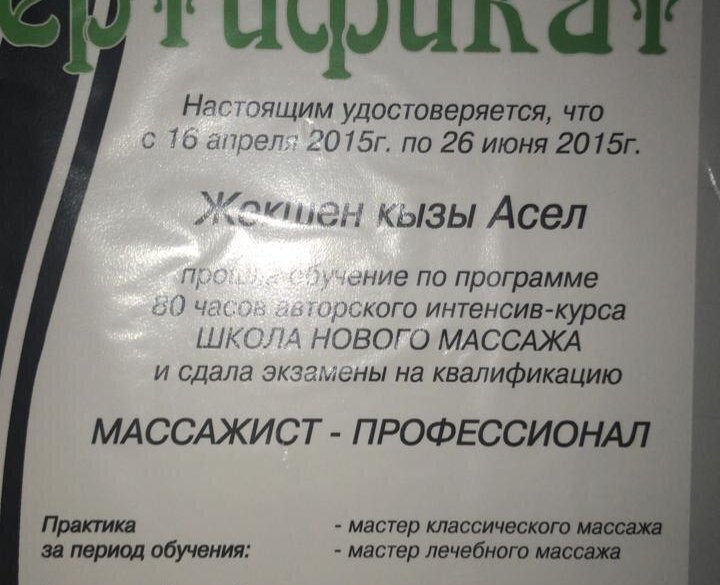 ертификат
Настоящим удостоверяется, что
с 16 апреля 2015г. по 26 июня 2015г.
Жокшен кызы Асел
прошла обучение по программе
80 часов авторского интенсив-курса
ШКОЛА НОВОГО МАССАЖА
и сдала экзамены на квалификацию
МАССАЖИСТ - ПРОФЕССИОНАЛ
Практика - мастер классического массажа
за период обучения: - мастер лечебного массажа